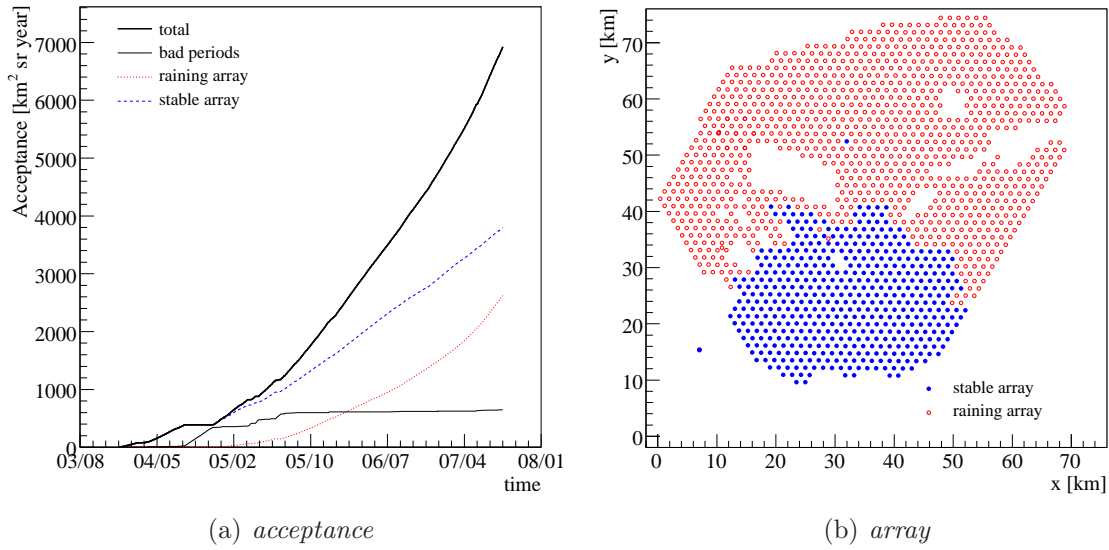 Acceptance [km² sr year]
7000
6000
5000
4000
3000
2000
1000
0
total
bad periods
raining array
stable array
03/08 04/05 05/02 05/10 06/07 07/04 08/01
time
(a) acceptance
y [km]
80
70
60
50
40
30
20
10
0
stable array
raining array
0 10 20 30 40 50 60 70
x [km]
(b) array